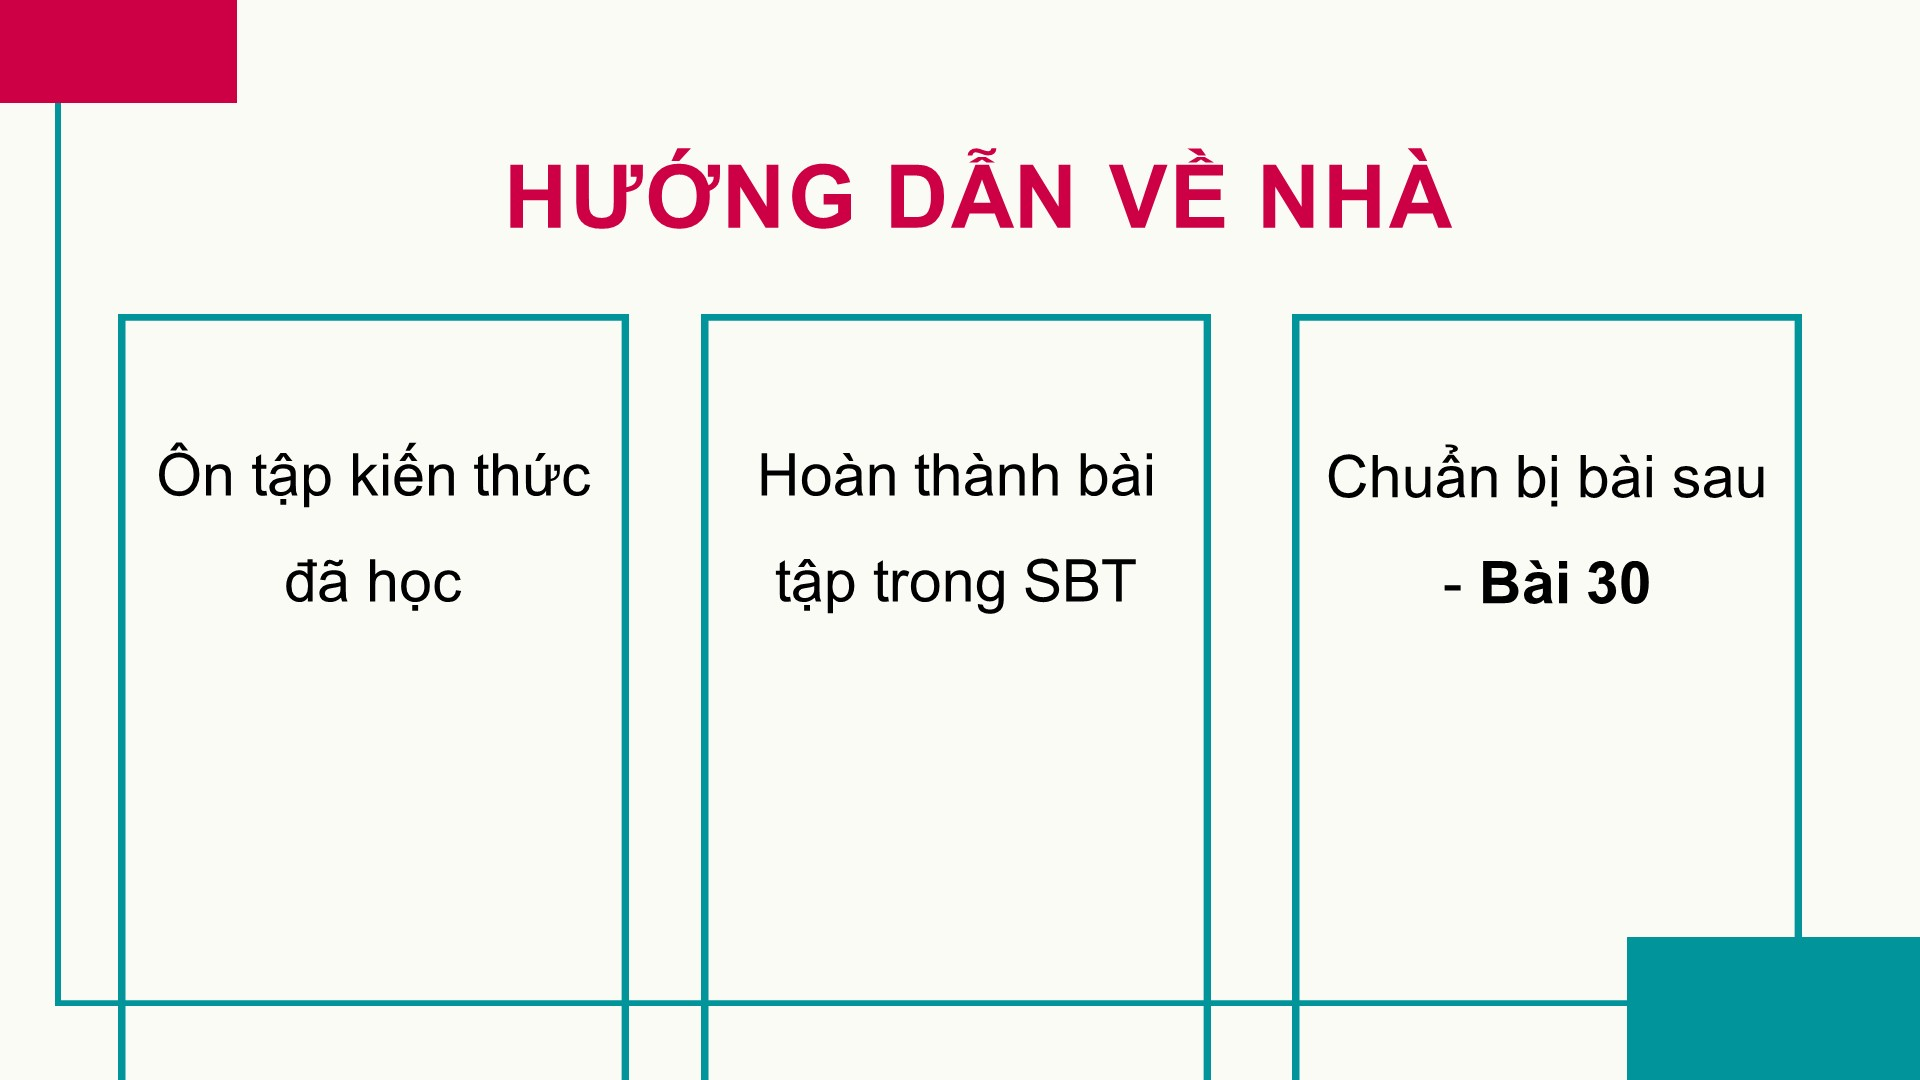 HƯỚNG DẪN VỀ NHÀ
Ôn tập kiến thức
đã học
Hoàn thành bài
tập trong SBT
Chuẩn bị bài sau
- Bài 30